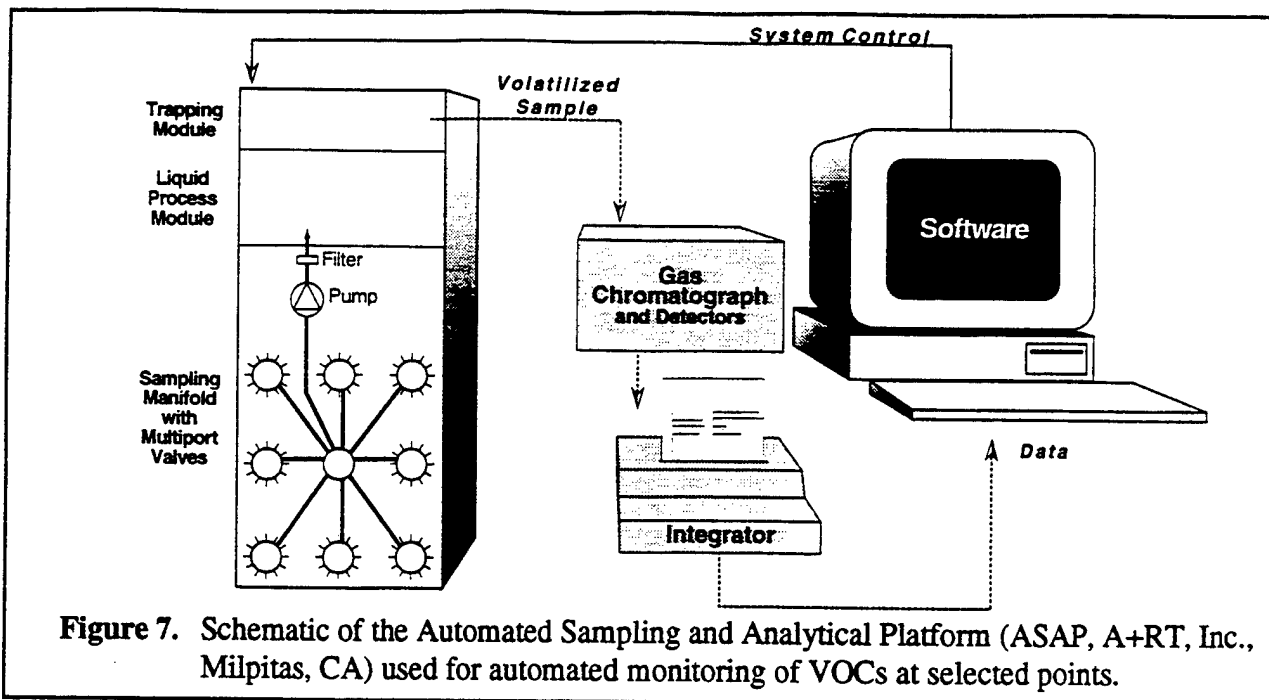 System Control
Volatilized
Sample
Trapping
Module
Liquid
Process
Module
Filter
Pump
Sampling
Manifold
with
Multiport
Valves
Gas
Chromatograph
and Detectors
Software
Integrator
Data
Figure 7. Schematic of the Automated Sampling and Analytical Platform (ASAP, A+RT, Inc.,
Milpitas, CA) used for automated monitoring of VOCs at selected points.